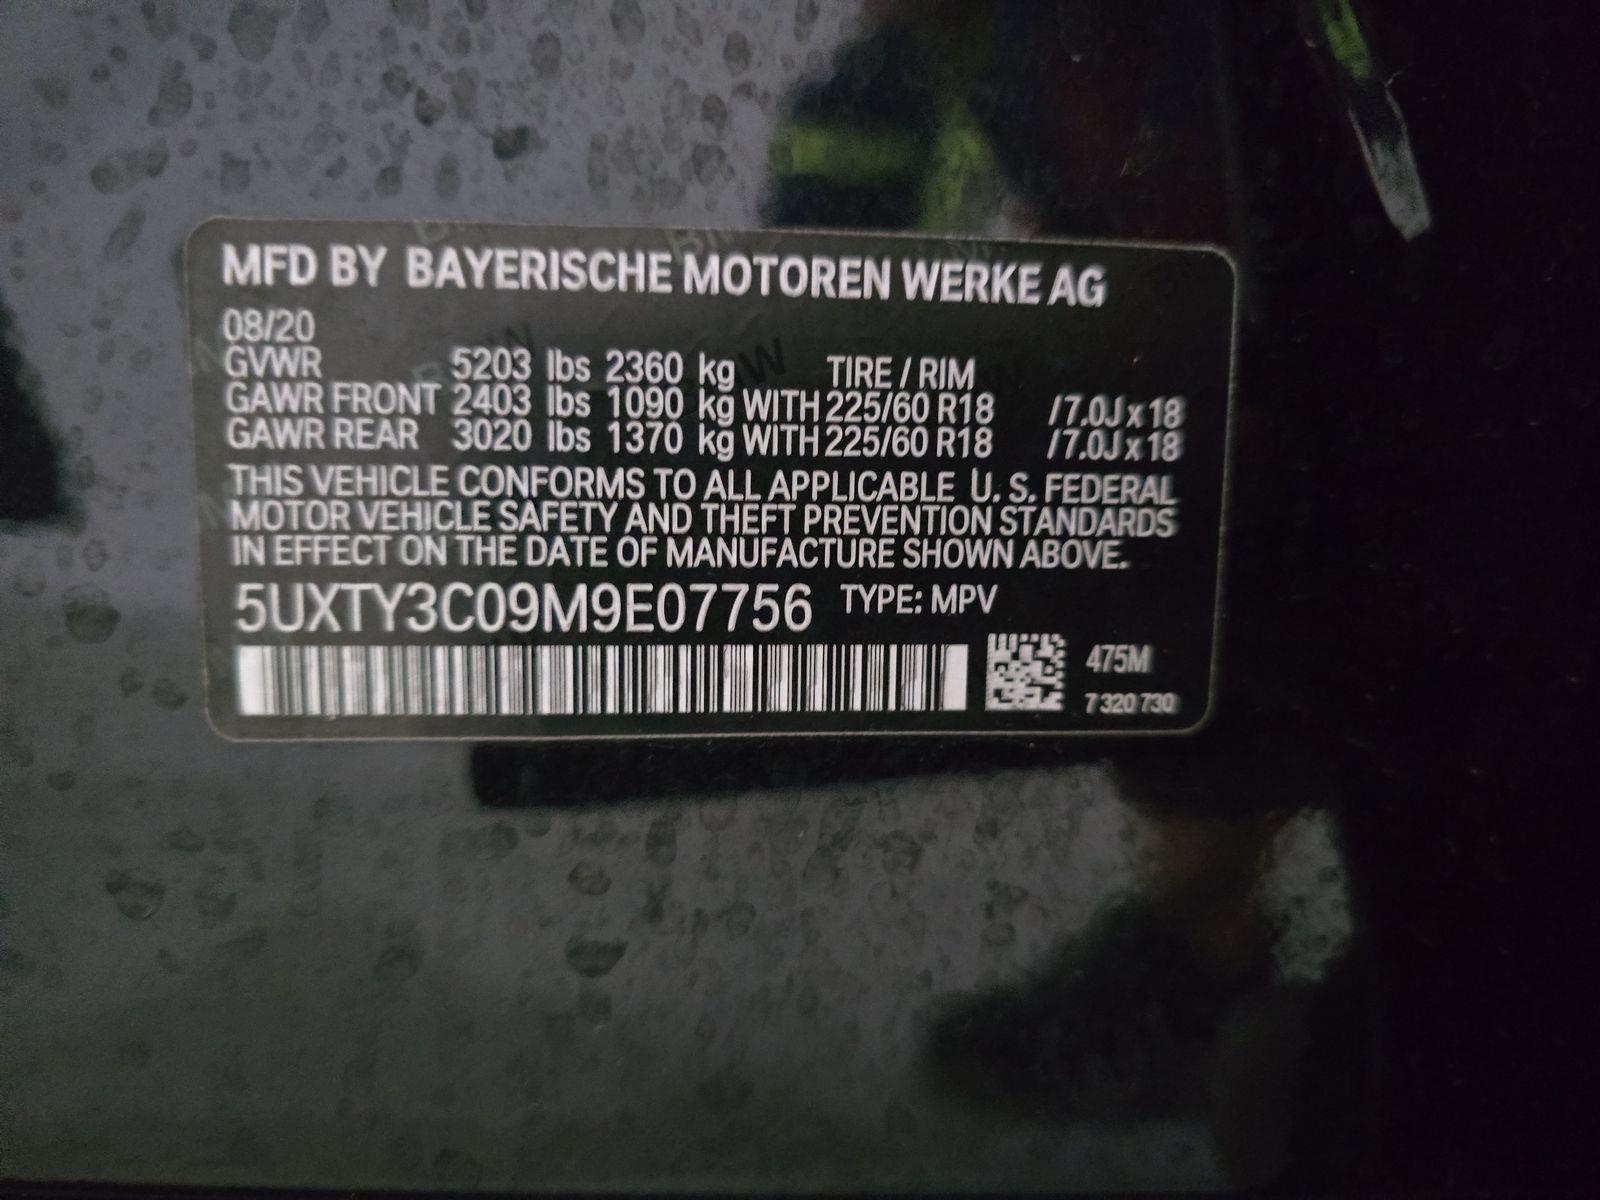 MFD BY BAYERISCHE MOTOREN WERKE AG
08/20
GVWR 5203 lbs 2360 kg TIRE / RIM
GAWR FRONT 2403 lbs 1090 kg WITH 225/60 R18 /7.0J x 18
GAWR REAR 3020 lbs 1370 kg WITH 225/60 R18 /7.0J x 18
THIS VEHICLE CONFORMS TO ALL APPLICABLE U. S. FEDERAL
MOTOR VEHICLE SAFETY AND THEFT PREVENTION STANDARDS
IN EFFECT ON THE DATE OF MANUFACTURE SHOWN ABOVE.
5UXTY3C09M9E07756 TYPE: MPV
475M
7 320 730